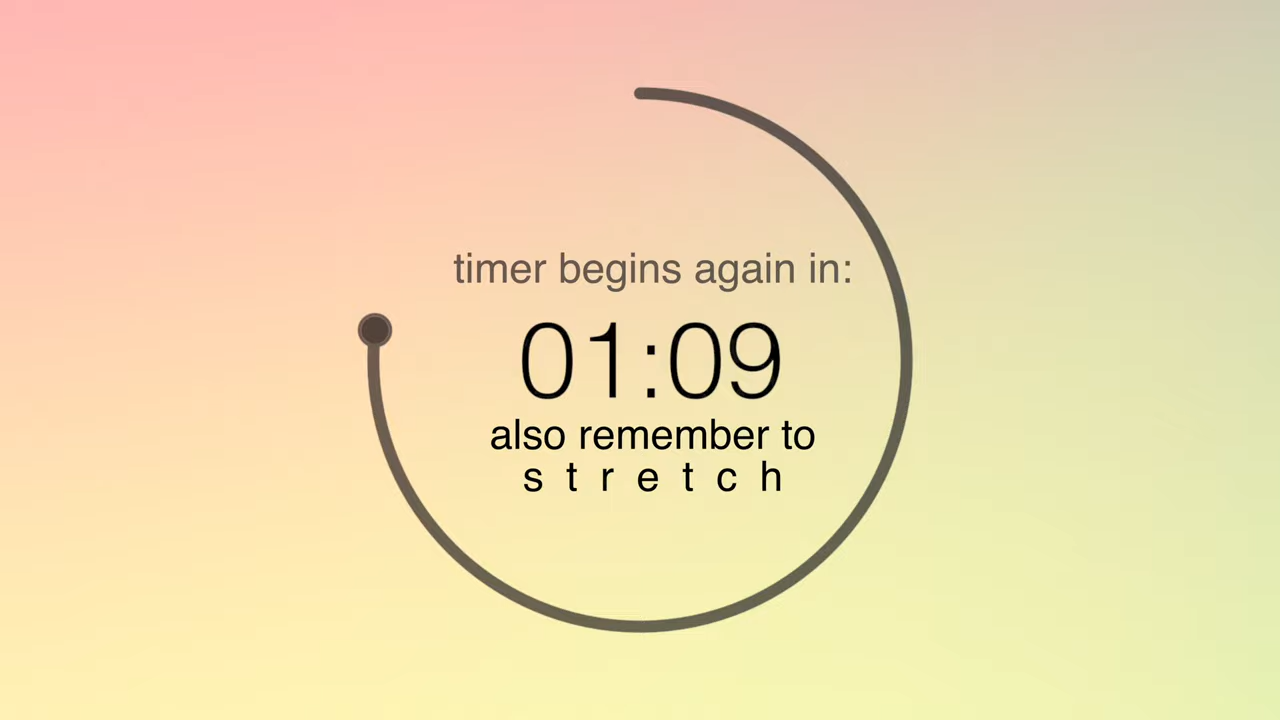 timer begins again in:
01:09
also remember to
s t r e t c h